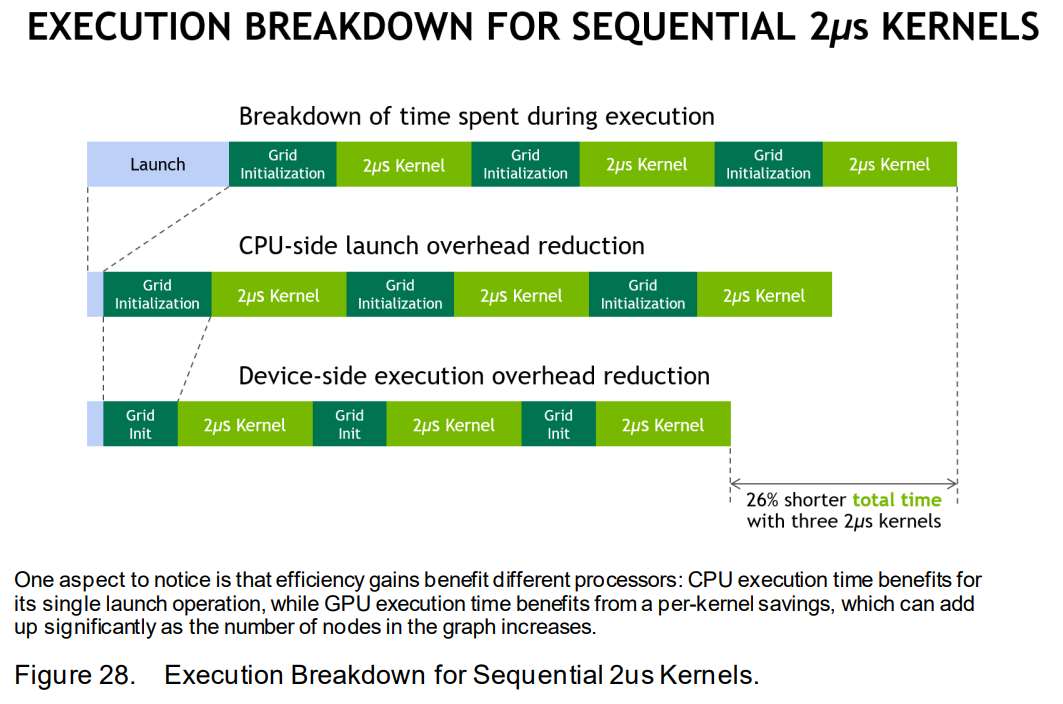 EXECUTION BREAKDOWN FOR SEQUENTIAL 2µs KERNELS
Breakdown of time spent during execution
Launch
Grid
Initialization
2µs Kernel
Grid
Initialization
2µs Kernel
Grid
Initialization
2µs Kernel
CPU-side launch overhead reduction
Grid
Initialization
2µs Kernel
Grid
Initialization
2µs Kernel
Grid
Initialization
2µs Kernel
Device-side execution overhead reduction
Grid
Init
2µs Kernel
Grid
Init
2µs Kernel
Grid
Init
2µs Kernel
26% shorter total time
with three 2µs kernels
One aspect to notice is that efficiency gains benefit different processors: CPU execution time benefits for
its single launch operation, while GPU execution time benefits from a per-kernel savings, which can add
up significantly as the number of nodes in the graph increases.
Figure 28. Execution Breakdown for Sequential 2us Kernels.